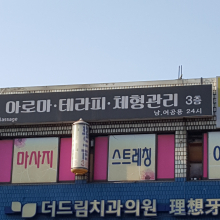 아로마·테라피·체형관리 3층
Massage
남.여공용 24시
마사지
스트레칭
더드림치과의원 理想